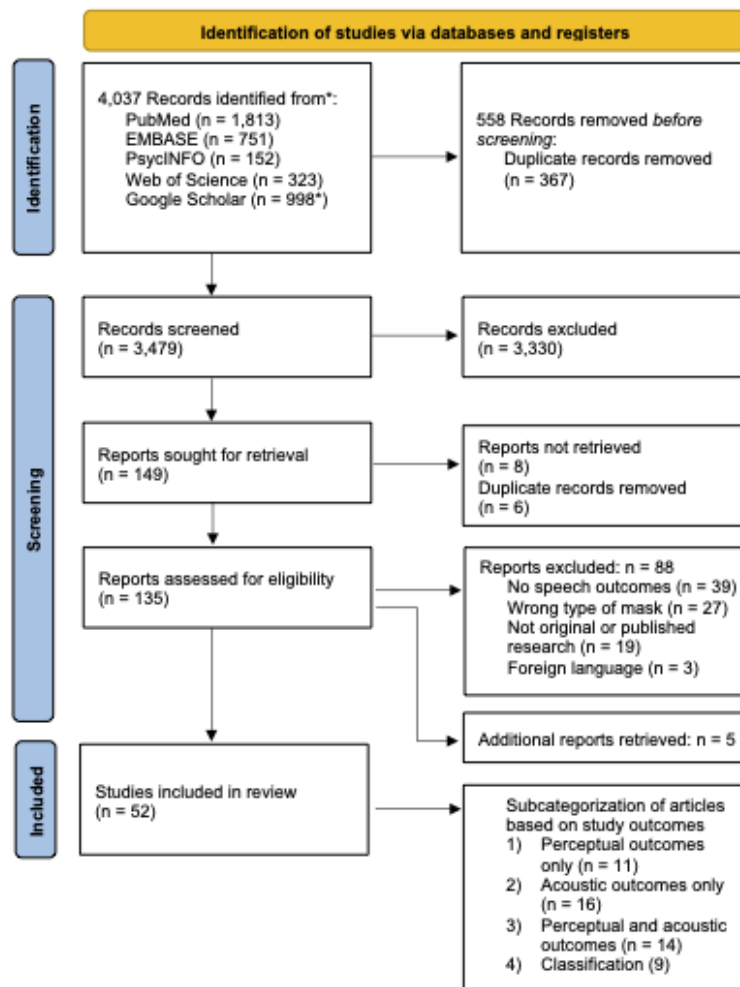 Identification of studies via databases and registers
Identification
4,037 Records identified from*:
PubMed (n = 1,813)
EMBASE (n = 751)
PsycINFO (n = 152)
Web of Science (n = 323)
Google Scholar (n = 998*)
558 Records removed before
screening:
Duplicate records removed
(n = 367)
Screening
Records screened
(n = 3,479)
Records excluded
(n = 3,330)
Reports sought for retrieval
(n = 149)
Reports not retrieved
(n = 8)
Duplicate records removed
(n = 6)
Reports assessed for eligibility
(n = 135)
Reports excluded: n = 88
No speech outcomes (n = 39)
Wrong type of mask (n = 27)
Not original or published
research (n = 19)
Foreign language (n = 3)
Additional reports retrieved: n = 5
Included
Studies included in review
(n = 52)
Subcategorization of articles
based on study outcomes
1) Perceptual outcomes
only (n = 11)
2) Acoustic outcomes only
(n = 16)
3) Perceptual and acoustic
outcomes (n = 14)
4) Classification (9)